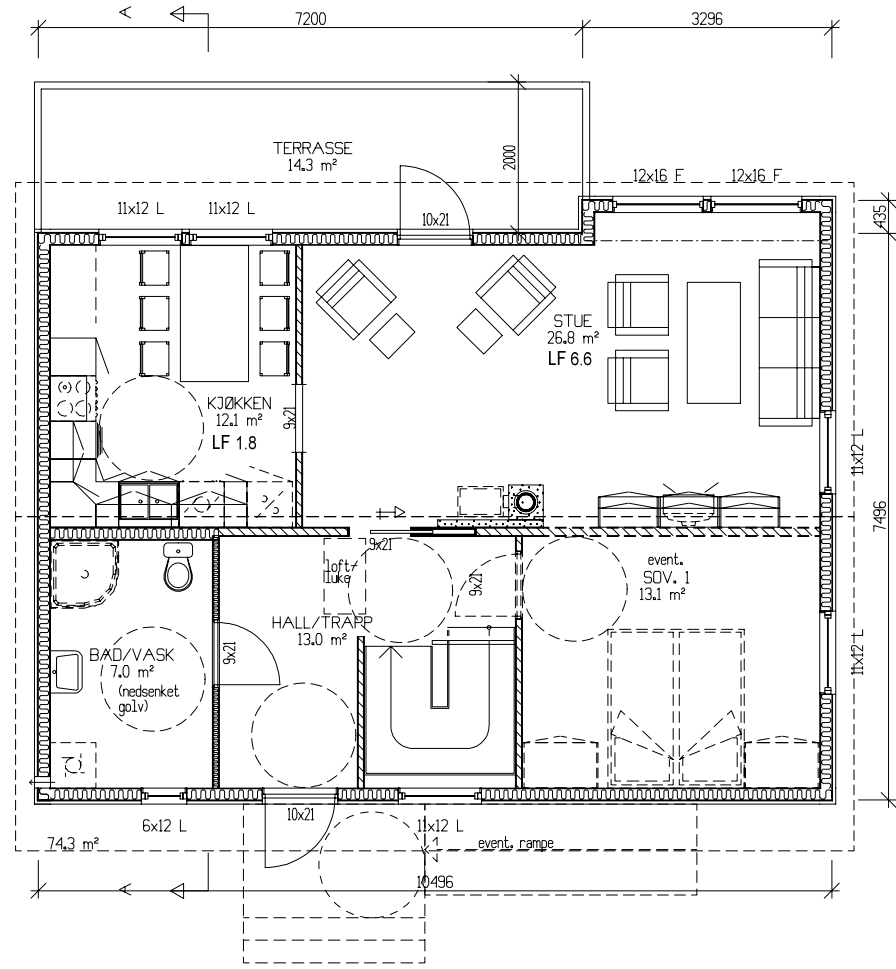 A
7200
3296
TERRASSE
14.3 m²
2000
12x16 F
12x16 F
11x12 L
11x12 L
10x21
435
STUE
26.8 m²
LF 6.6
KJØKKEN
12.1 m²
LF 1.8
9x21
11x12 L
7496
9x21
loft-
luke
9x21
event.
SOV. 1
13.1 m²
HALL/TRAPP
13.0 m²
BAD/VASK
7.0 m²
(nedsenket
golv)
9x21
11x12 L
6x12 L
10x21
11x12 L
74.3 m²
event. rampe
A
10496